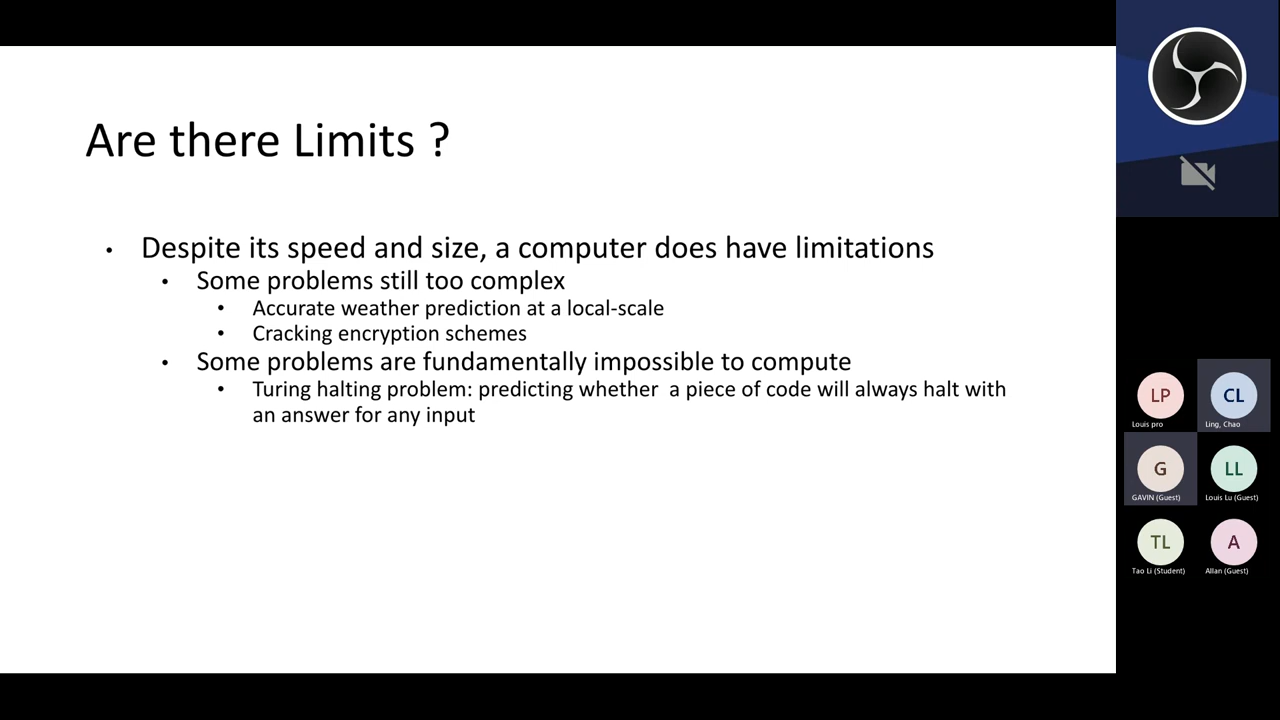 Are there Limits ?
• Despite its speed and size, a computer does have limitations
• Some problems still too complex
• Accurate weather prediction at a local-scale
• Cracking encryption schemes
• Some problems are fundamentally impossible to compute
• Turing halting problem: predicting whether  a piece of code will always halt with
an answer for any input
LP
Louis pro
CL
Ling, Chao
G
GAVIN (Guest)
LL
Louis Lu (Guest)
TL
Tao Li (Student)
A
Allan (Guest)